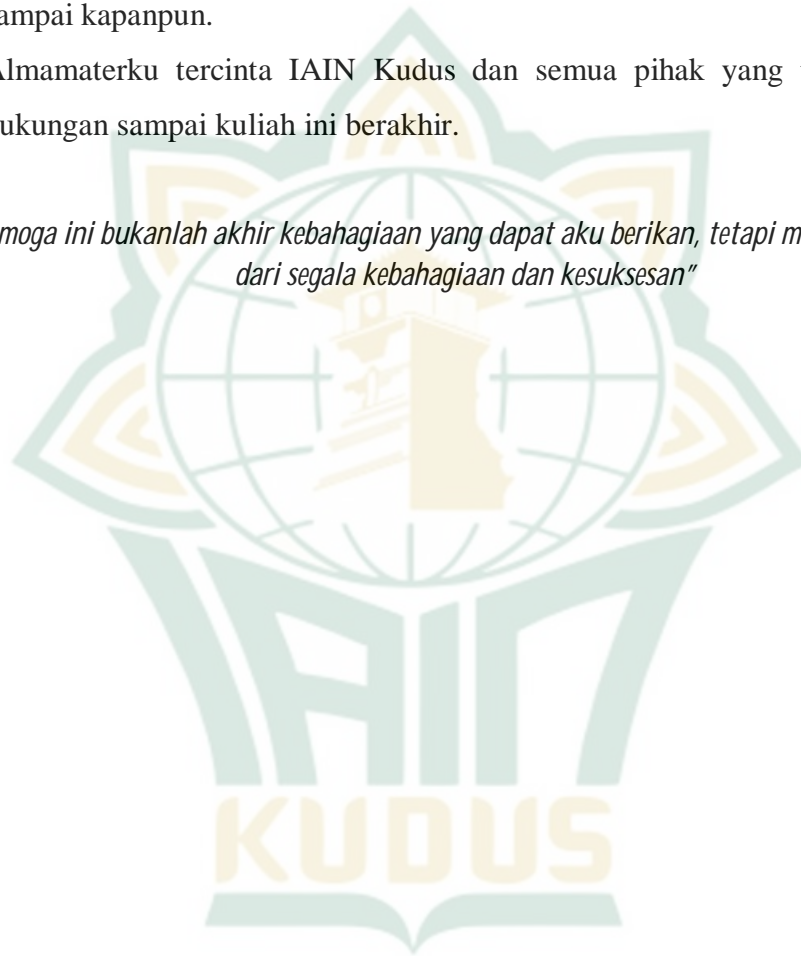 ampai kapanpun.
Almamaterku tercinta IAIN Kudus dan semua pihak yang
ukungan sampai kuliah ini berakhir.
moga ini bukanlah akhir kebahagiaan yang dapat aku berikan, tetapi m
dari segala kebahagiaan dan kesuksesan”
IAIN
KUDUS